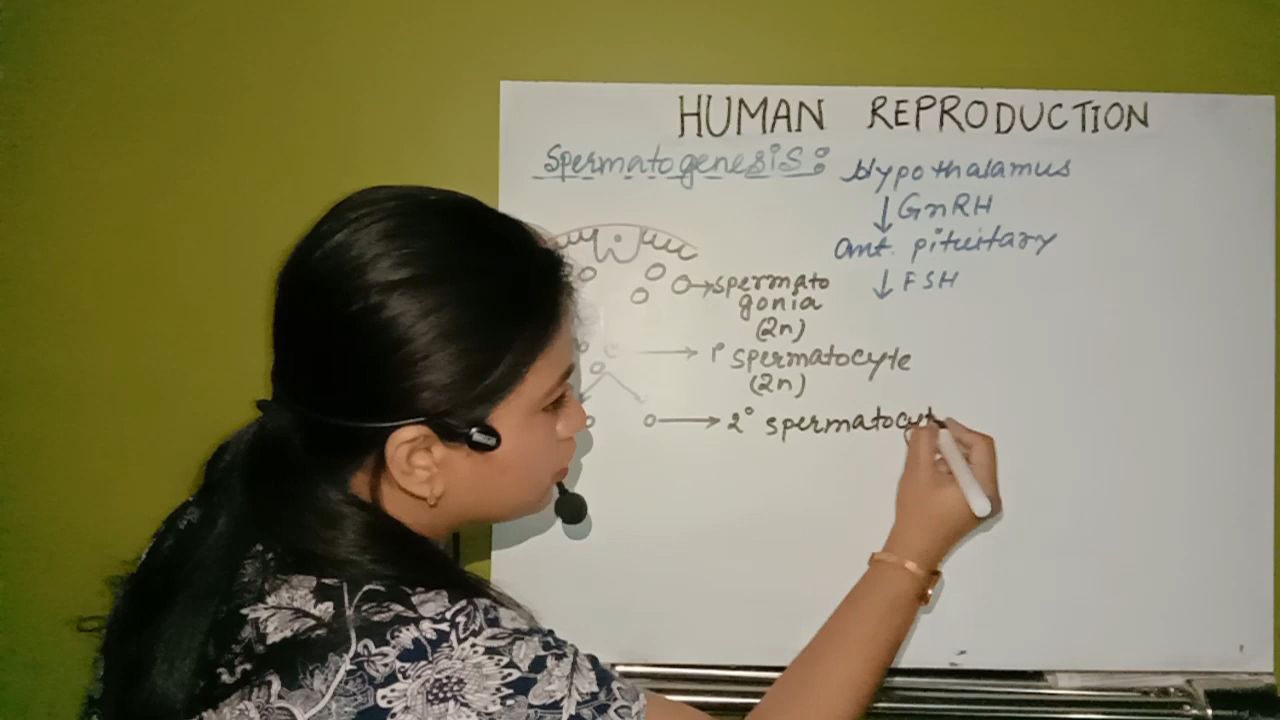 HUMAN REPRODUCTION
Spermatogenesis:
Hypothalamus
↓ GnRH
Ant. pituitary
↓ FSH
→ spermato
gonia
(2n)
→ 1° spermatocyte
(2n)
→ 2° spermatocyt